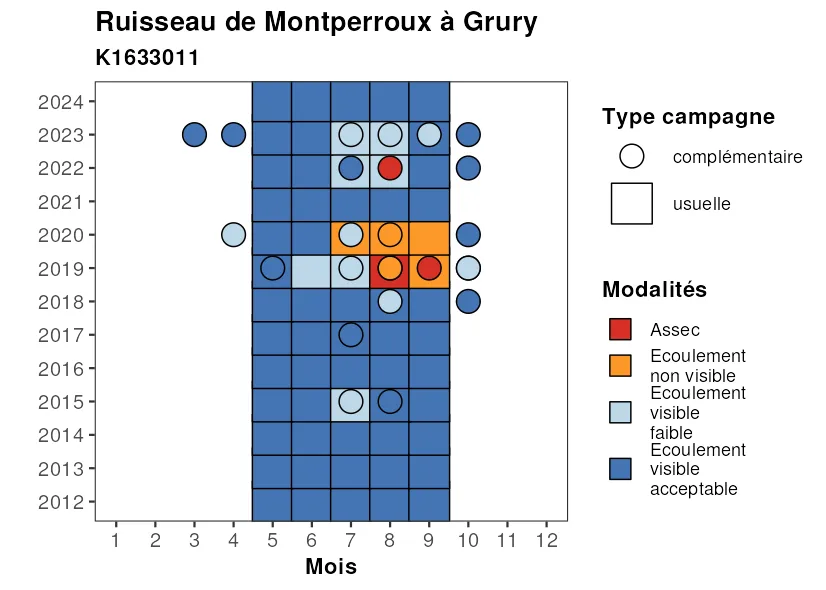 Ruisseau de Montperroux à Grury
K1633011
2024
2023
2022
2021
2020
2019
2018
2017
2016
2015
2014
2013
2012
1 2 3 4 5 6 7 8 9 10 11 12
Mois
Type campagne
complémentaire
usuelle
Modalités
Assec
Ecoulement
non visible
Ecoulement
visible
faible
Ecoulement
visible
acceptable